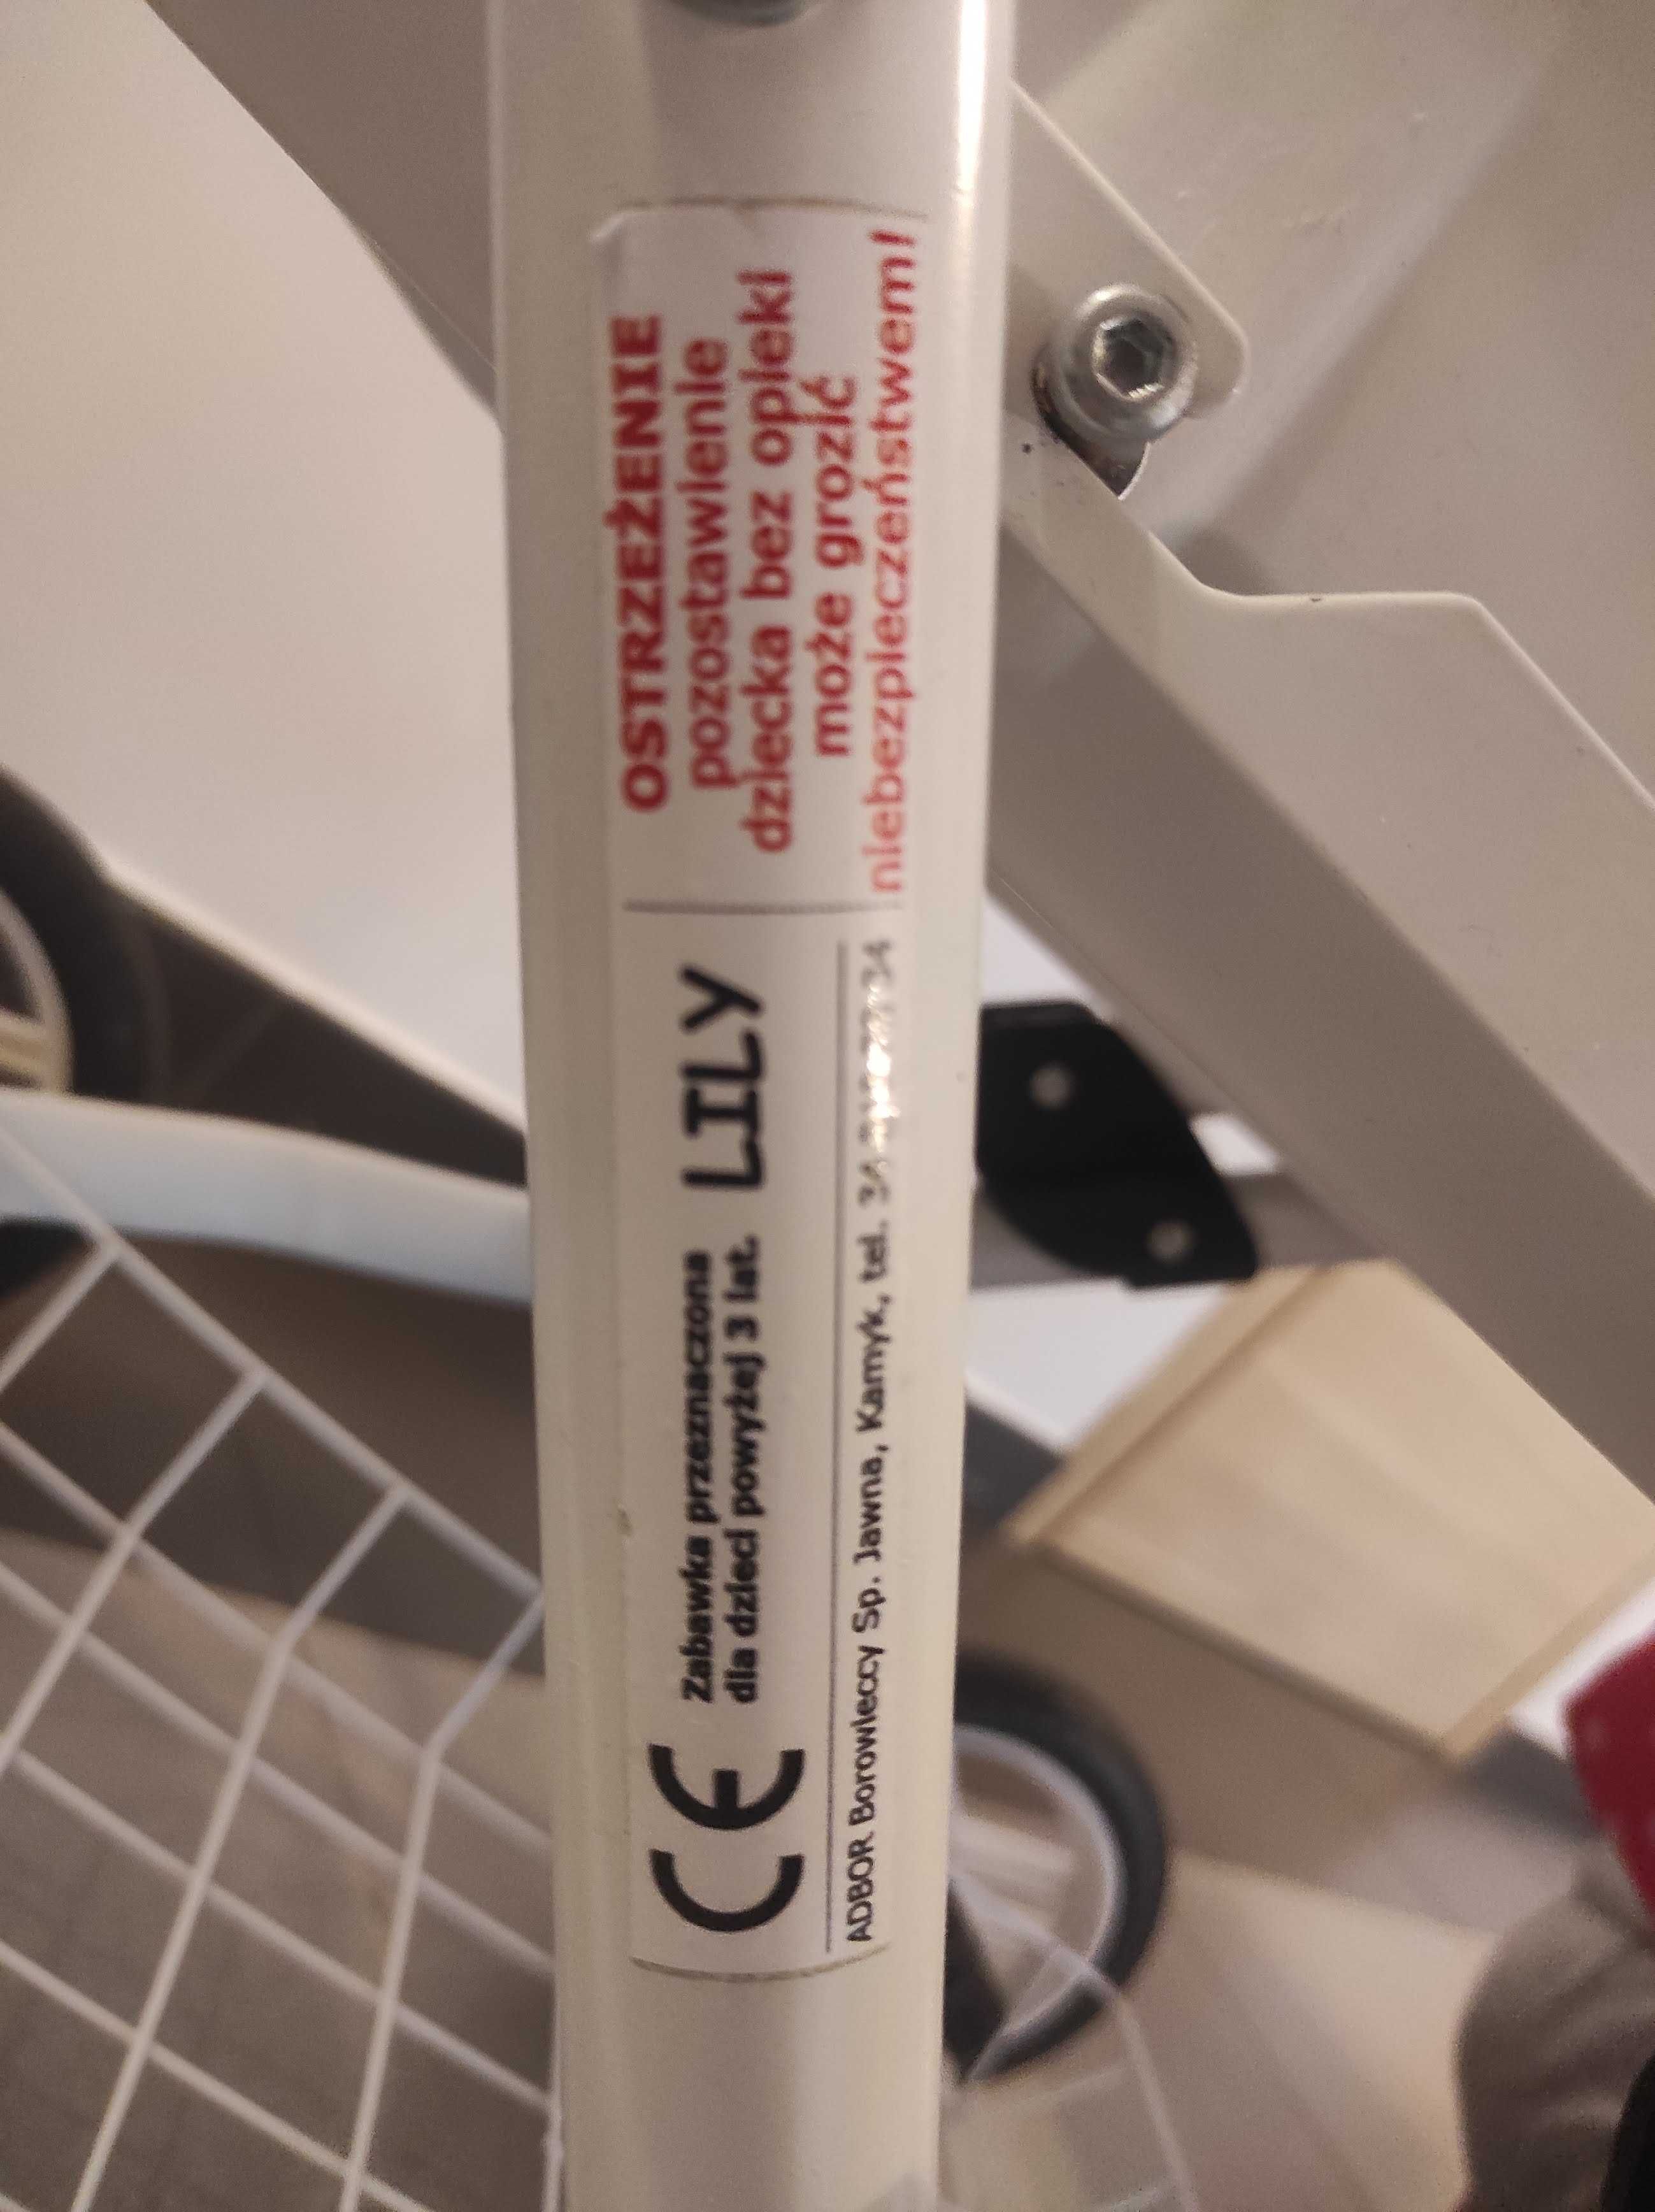 CE
Zabawka przeznaczona
dla dzieci powyżej 3 lat.
LILY
ADBOR Borowieccy Sp. Jawna, Kamyk, tel.
OSTRZEŻENIE
pozostawienie
dziecka bez opieki
może grozić
niebezpieczeństwem!